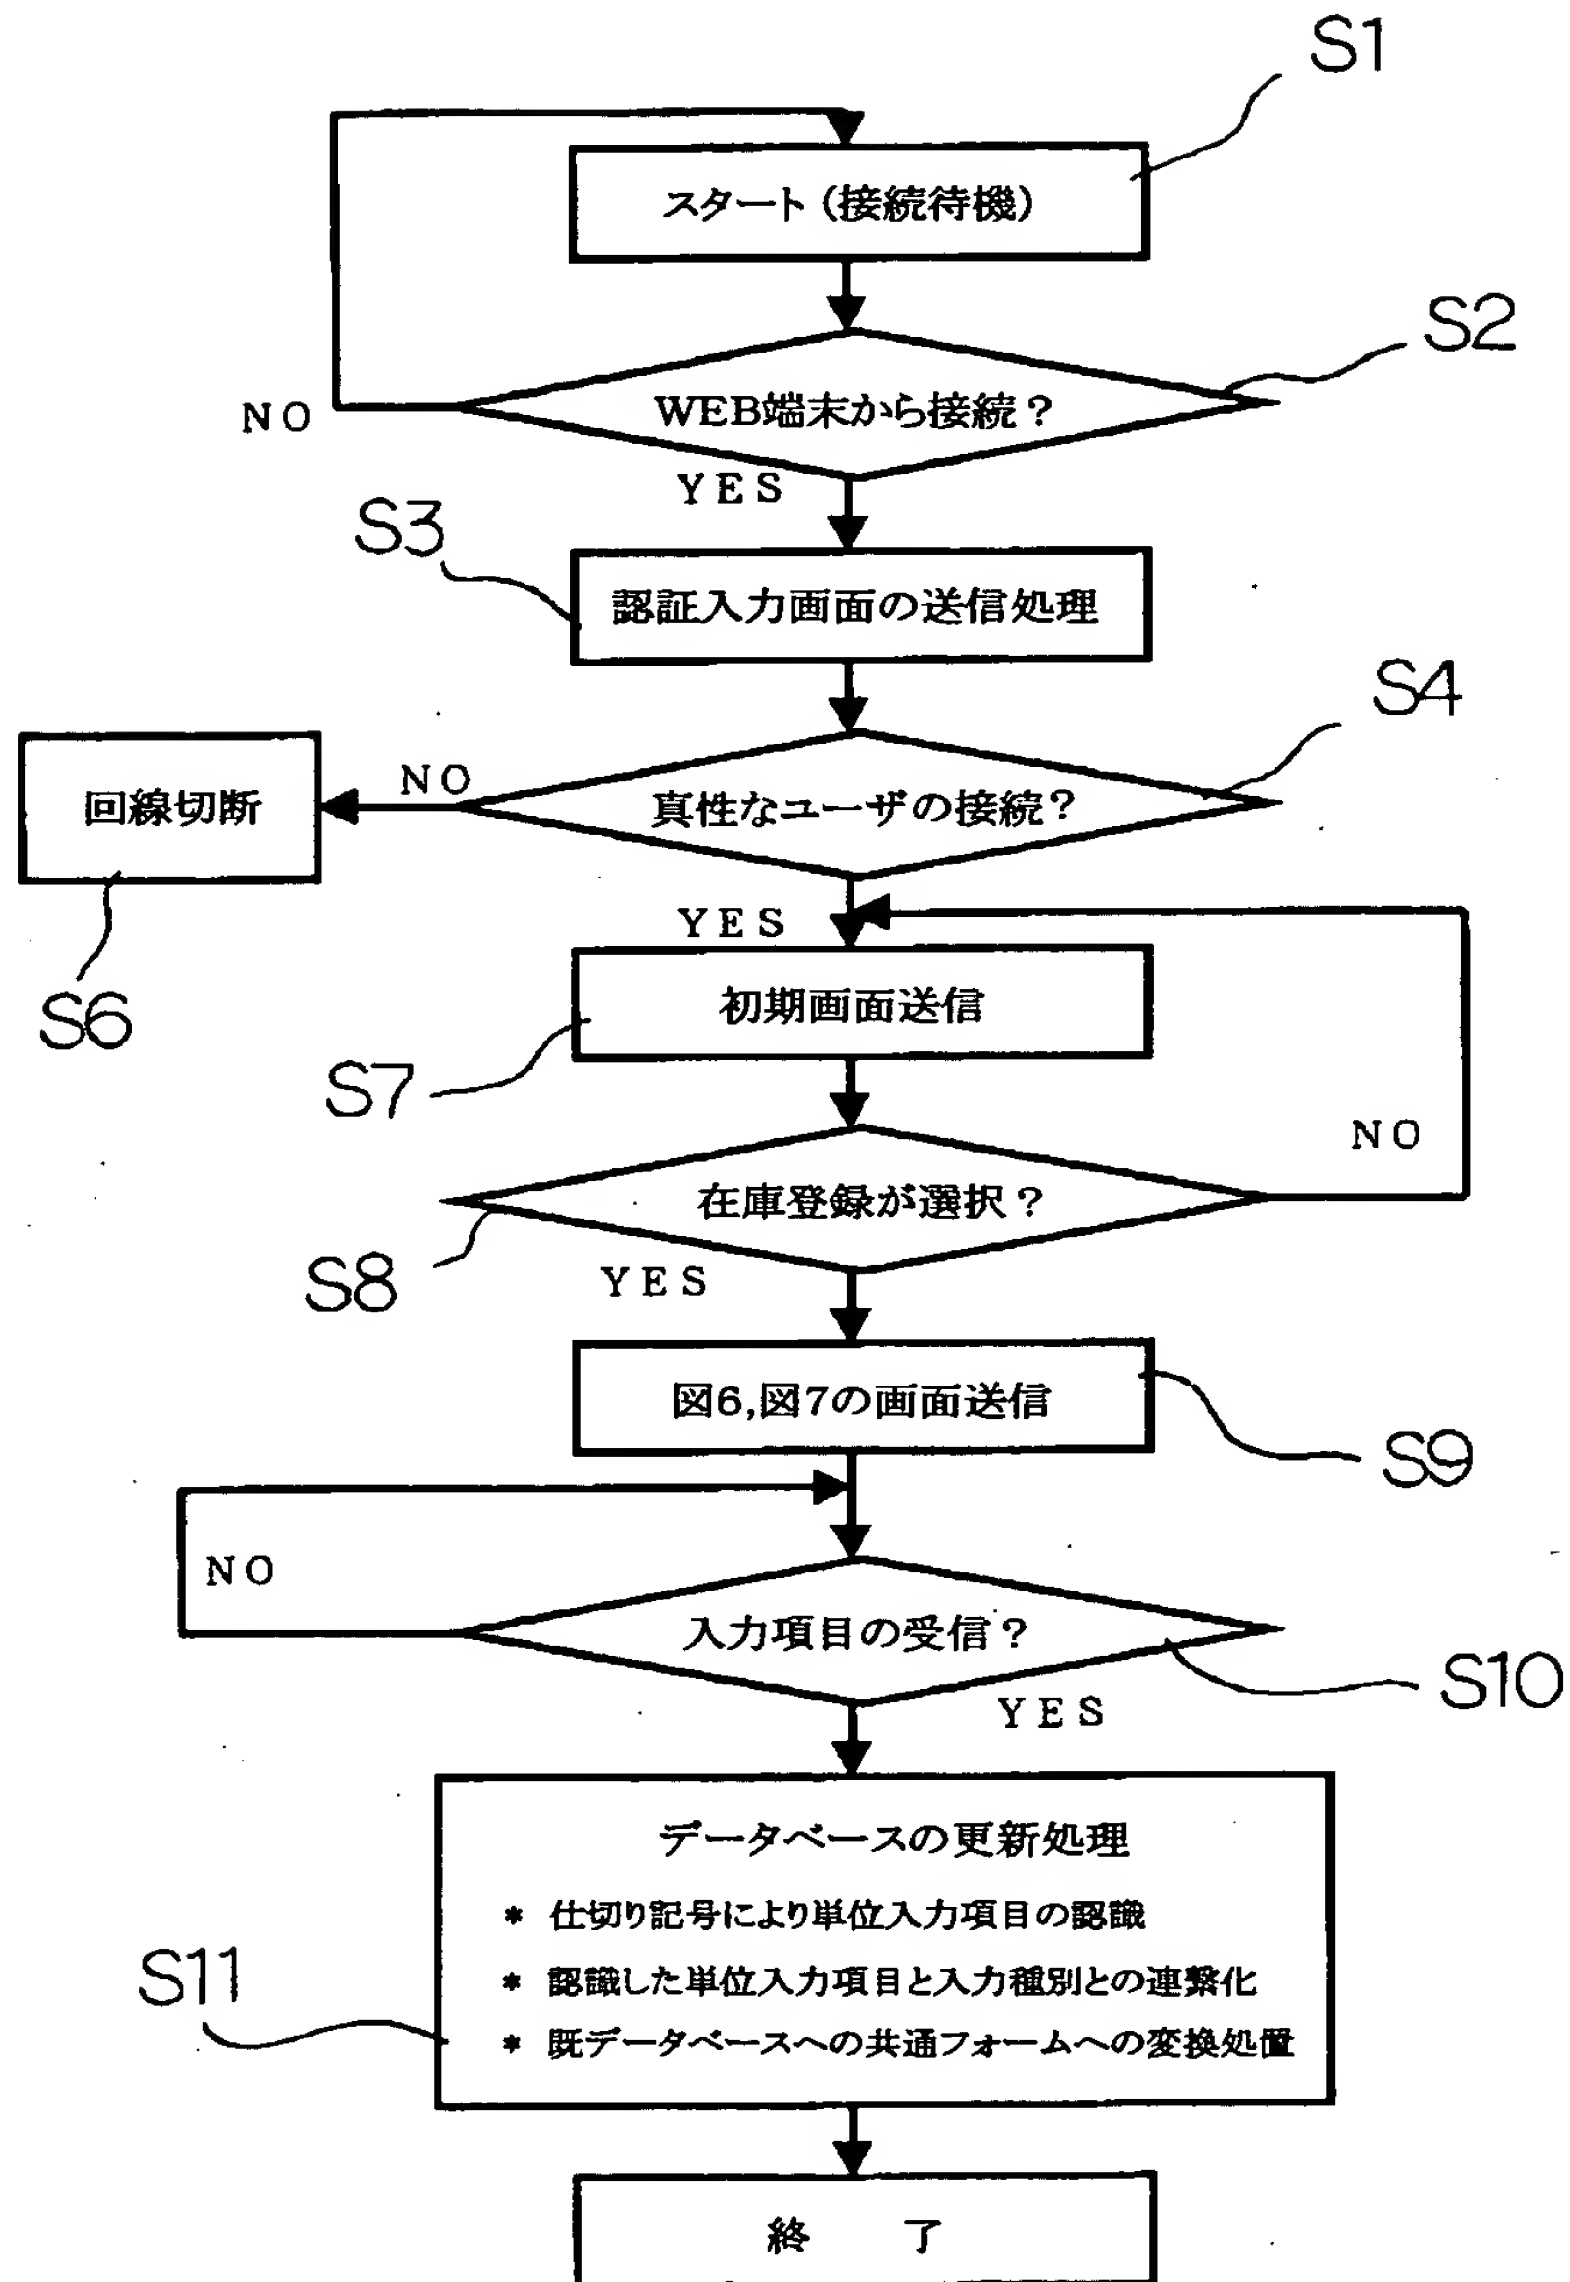 S1
スタート（接続待機）
S2
WEB端末から接続？
NO
YES
S3
認証入力画面の送信処理
S4
真性なユーザの接続？
NO
回線切断
YES
S6
初期画面送信
S7
NO
在庫登録が選択？
S8
YES
図6,図7の画面送信
S9
NO
入力項目の受信？
S10
YES
データベースの更新処理
* 仕切り記号により単位入力項目の認識
* 認識した単位入力項目と入力種別との連繋化
* 既データベースへの共通フォームへの変換処置
S11
終 了